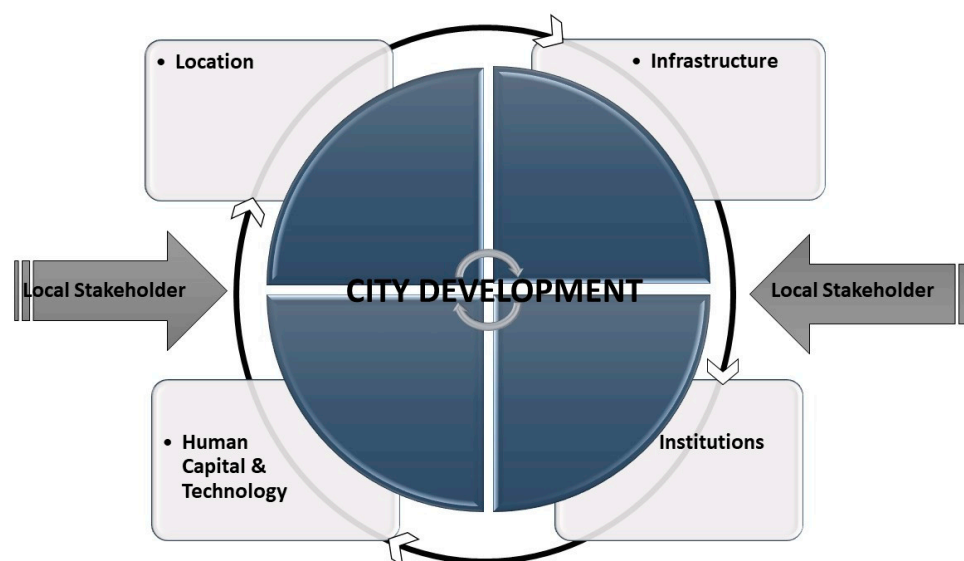 • Location
• Infrastructure
Local Stakeholder
CITY DEVELOPMENT
Local Stakeholder
• Human
Capital &
Technology
Institutions